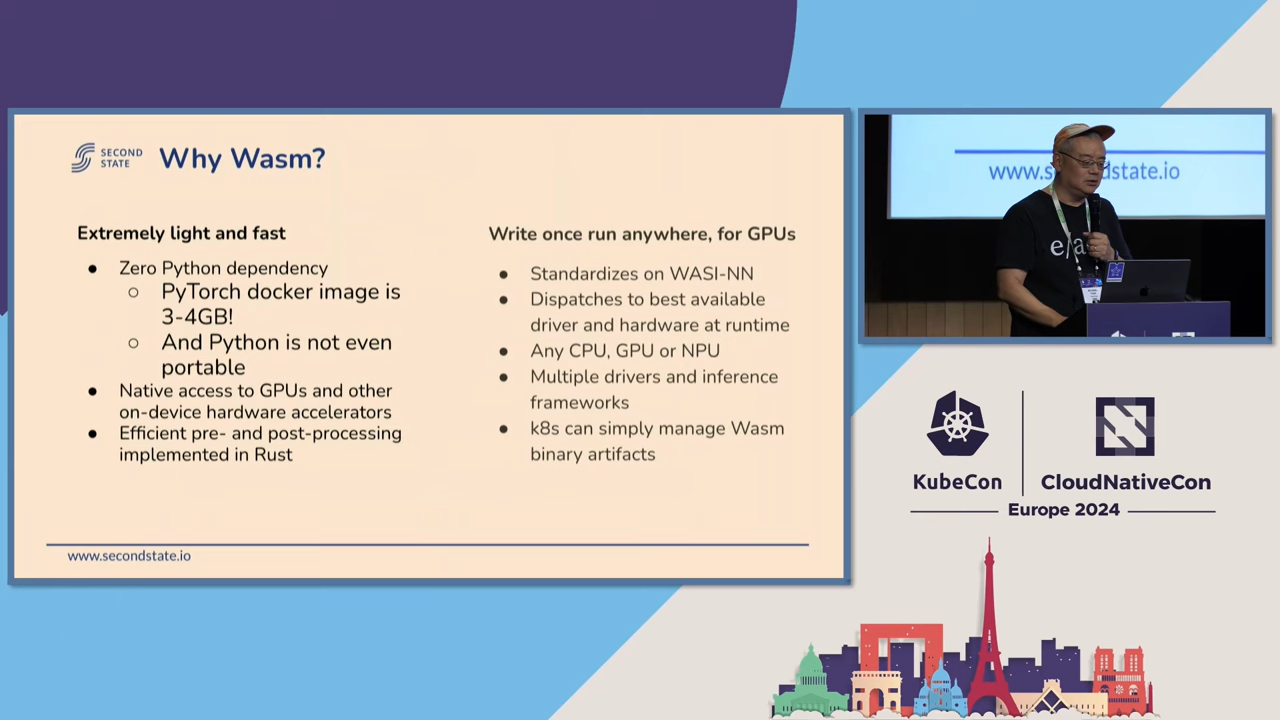 SECOND
STATE
Why Wasm?
Extremely light and fast
● Zero Python dependency
○ PyTorch docker image is
3-4GB!
○ And Python is not even
portable
● Native access to GPUs and other
on-device hardware accelerators
● Efficient pre- and post-processing
implemented in Rust
Write once run anywhere, for GPUs
● Standardizes on WASI-NN
● Dispatches to best available
driver and hardware at runtime
● Any CPU, GPU or NPU
● Multiple drivers and inference
frameworks
● k8s can simply manage Wasm
binary artifacts
www.secondstate.io
KubeCon
CloudNativeCon
Europe 2024